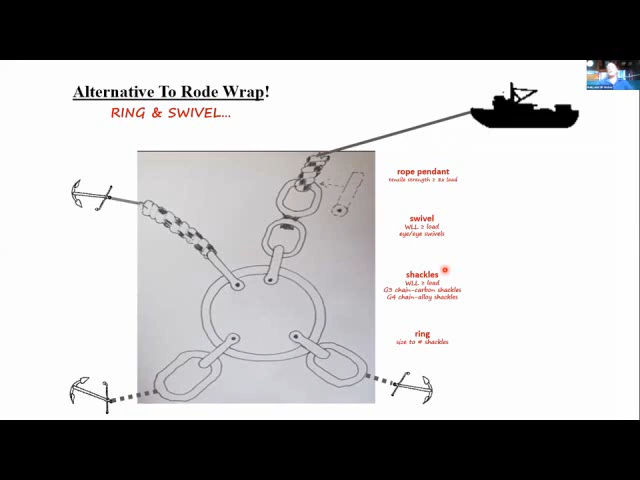 Alternative To Rode Wrap!
RING & SWIVEL...
rope pendant
tensile strength ≥ 8x load
swivel
WLL ≥ load
eye/eye swivels
shackles
WLL ≥ load
G3 chain-carbon shackles
G4 chain-alloy shackles
ring
size to # shackles